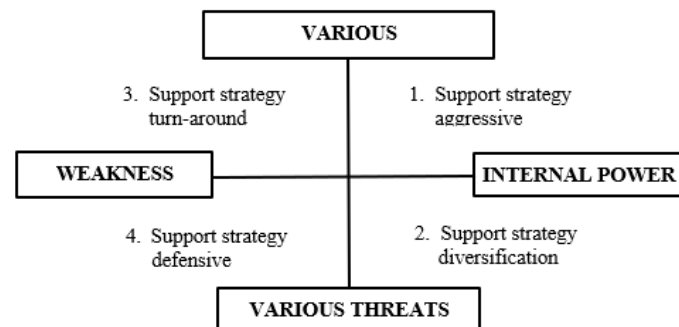 VARIOUS
3. Support strategy
turn-around
1. Support strategy
aggressive
WEAKNESS
INTERNAL POWER
4. Support strategy
defensive
2. Support strategy
diversification
VARIOUS THREATS